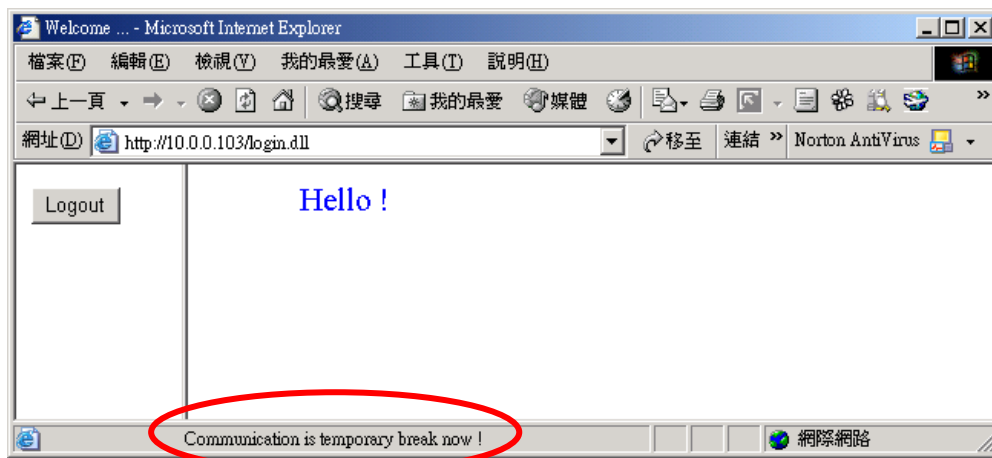 Welcome ... - Microsoft Internet Explorer
檔案(F) 編輯(E) 檢視(V) 我的最愛(A) 工具(T) 說明(H)
上一頁 搜尋 我的最愛 媒體 »
網址(D) http://10.0.0.103/login.dll 移至 連結 » Norton AntiVirus
Logout Hello !
Communication is temporary break now ! 網際網路